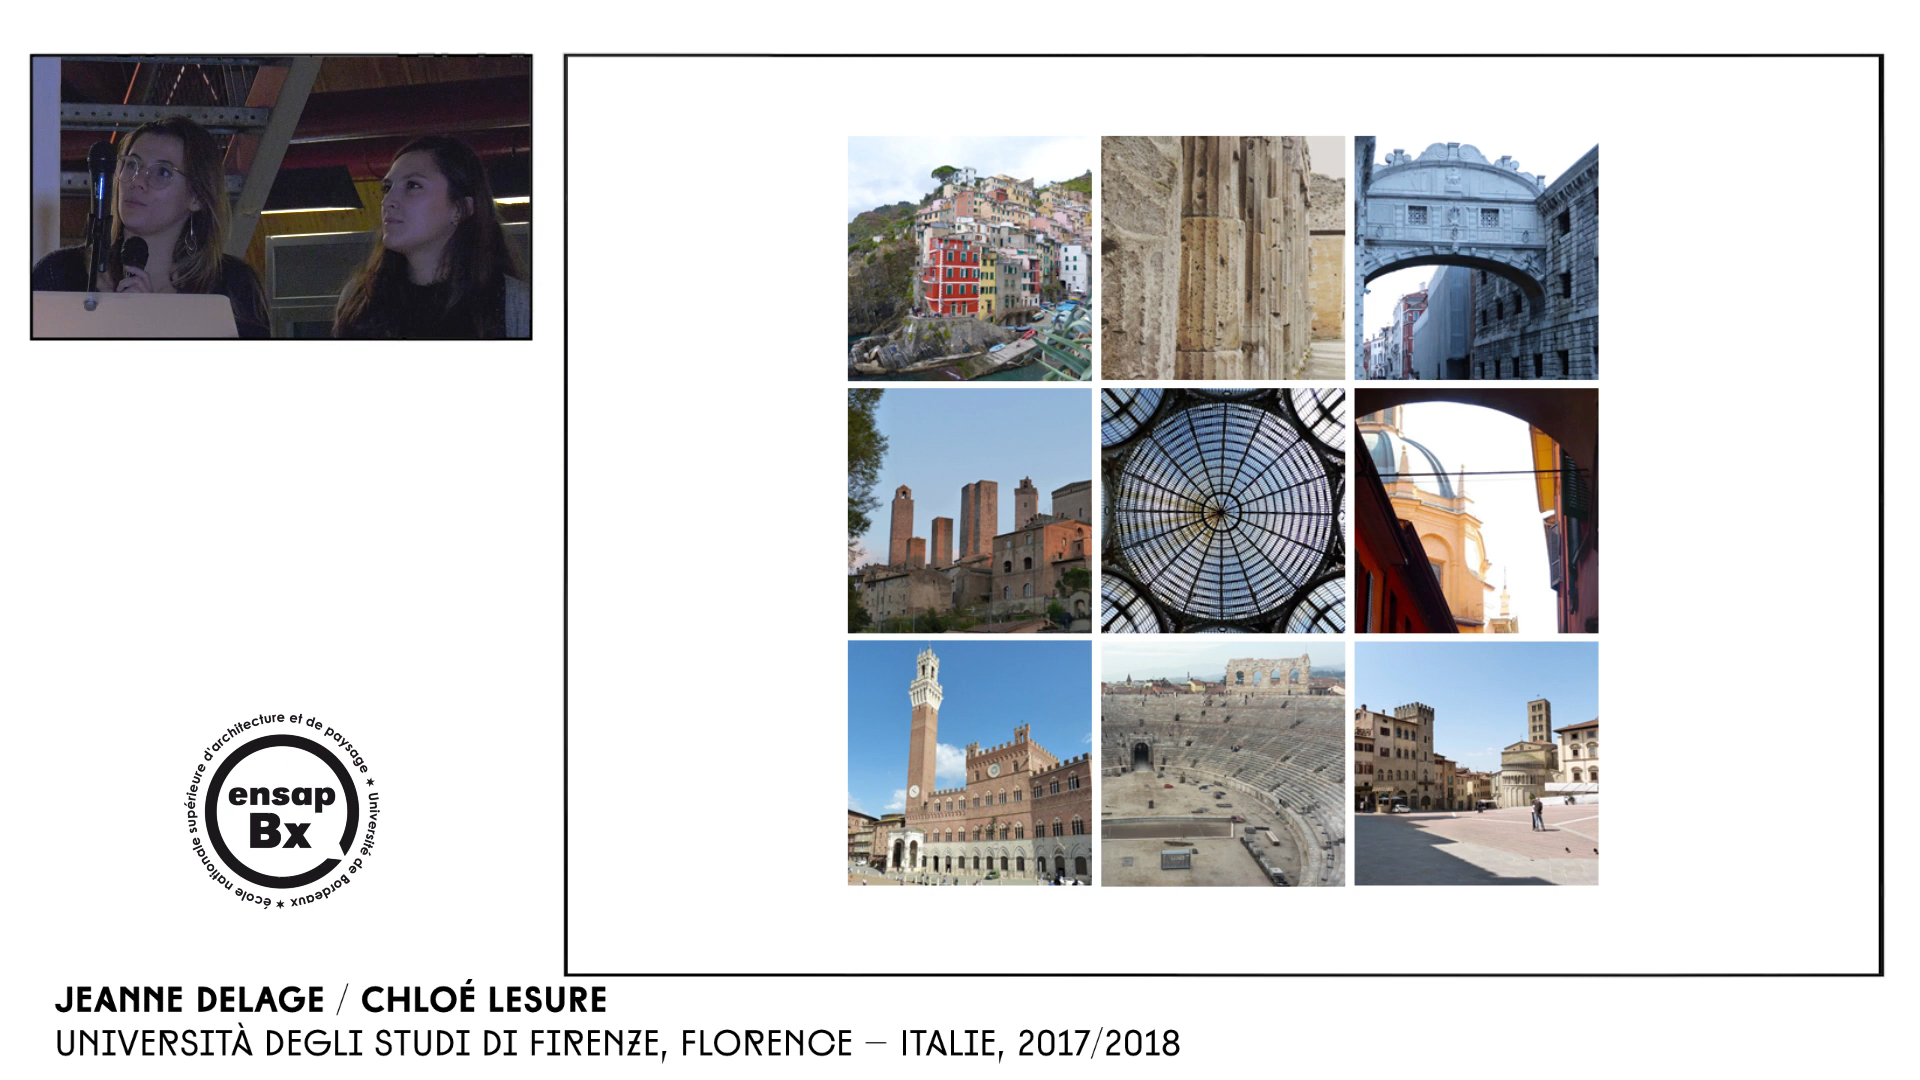 école nationale supérieure d'architecture et de paysage ✶ Université de Bordeaux ✶
ensap
Bx
JEANNE DELAGE / CHLOÉ LESURE
UNIVERSITÀ DEGLI STUDI DI FIRENZE, FLORENCE – ITALIE, 2017/2018